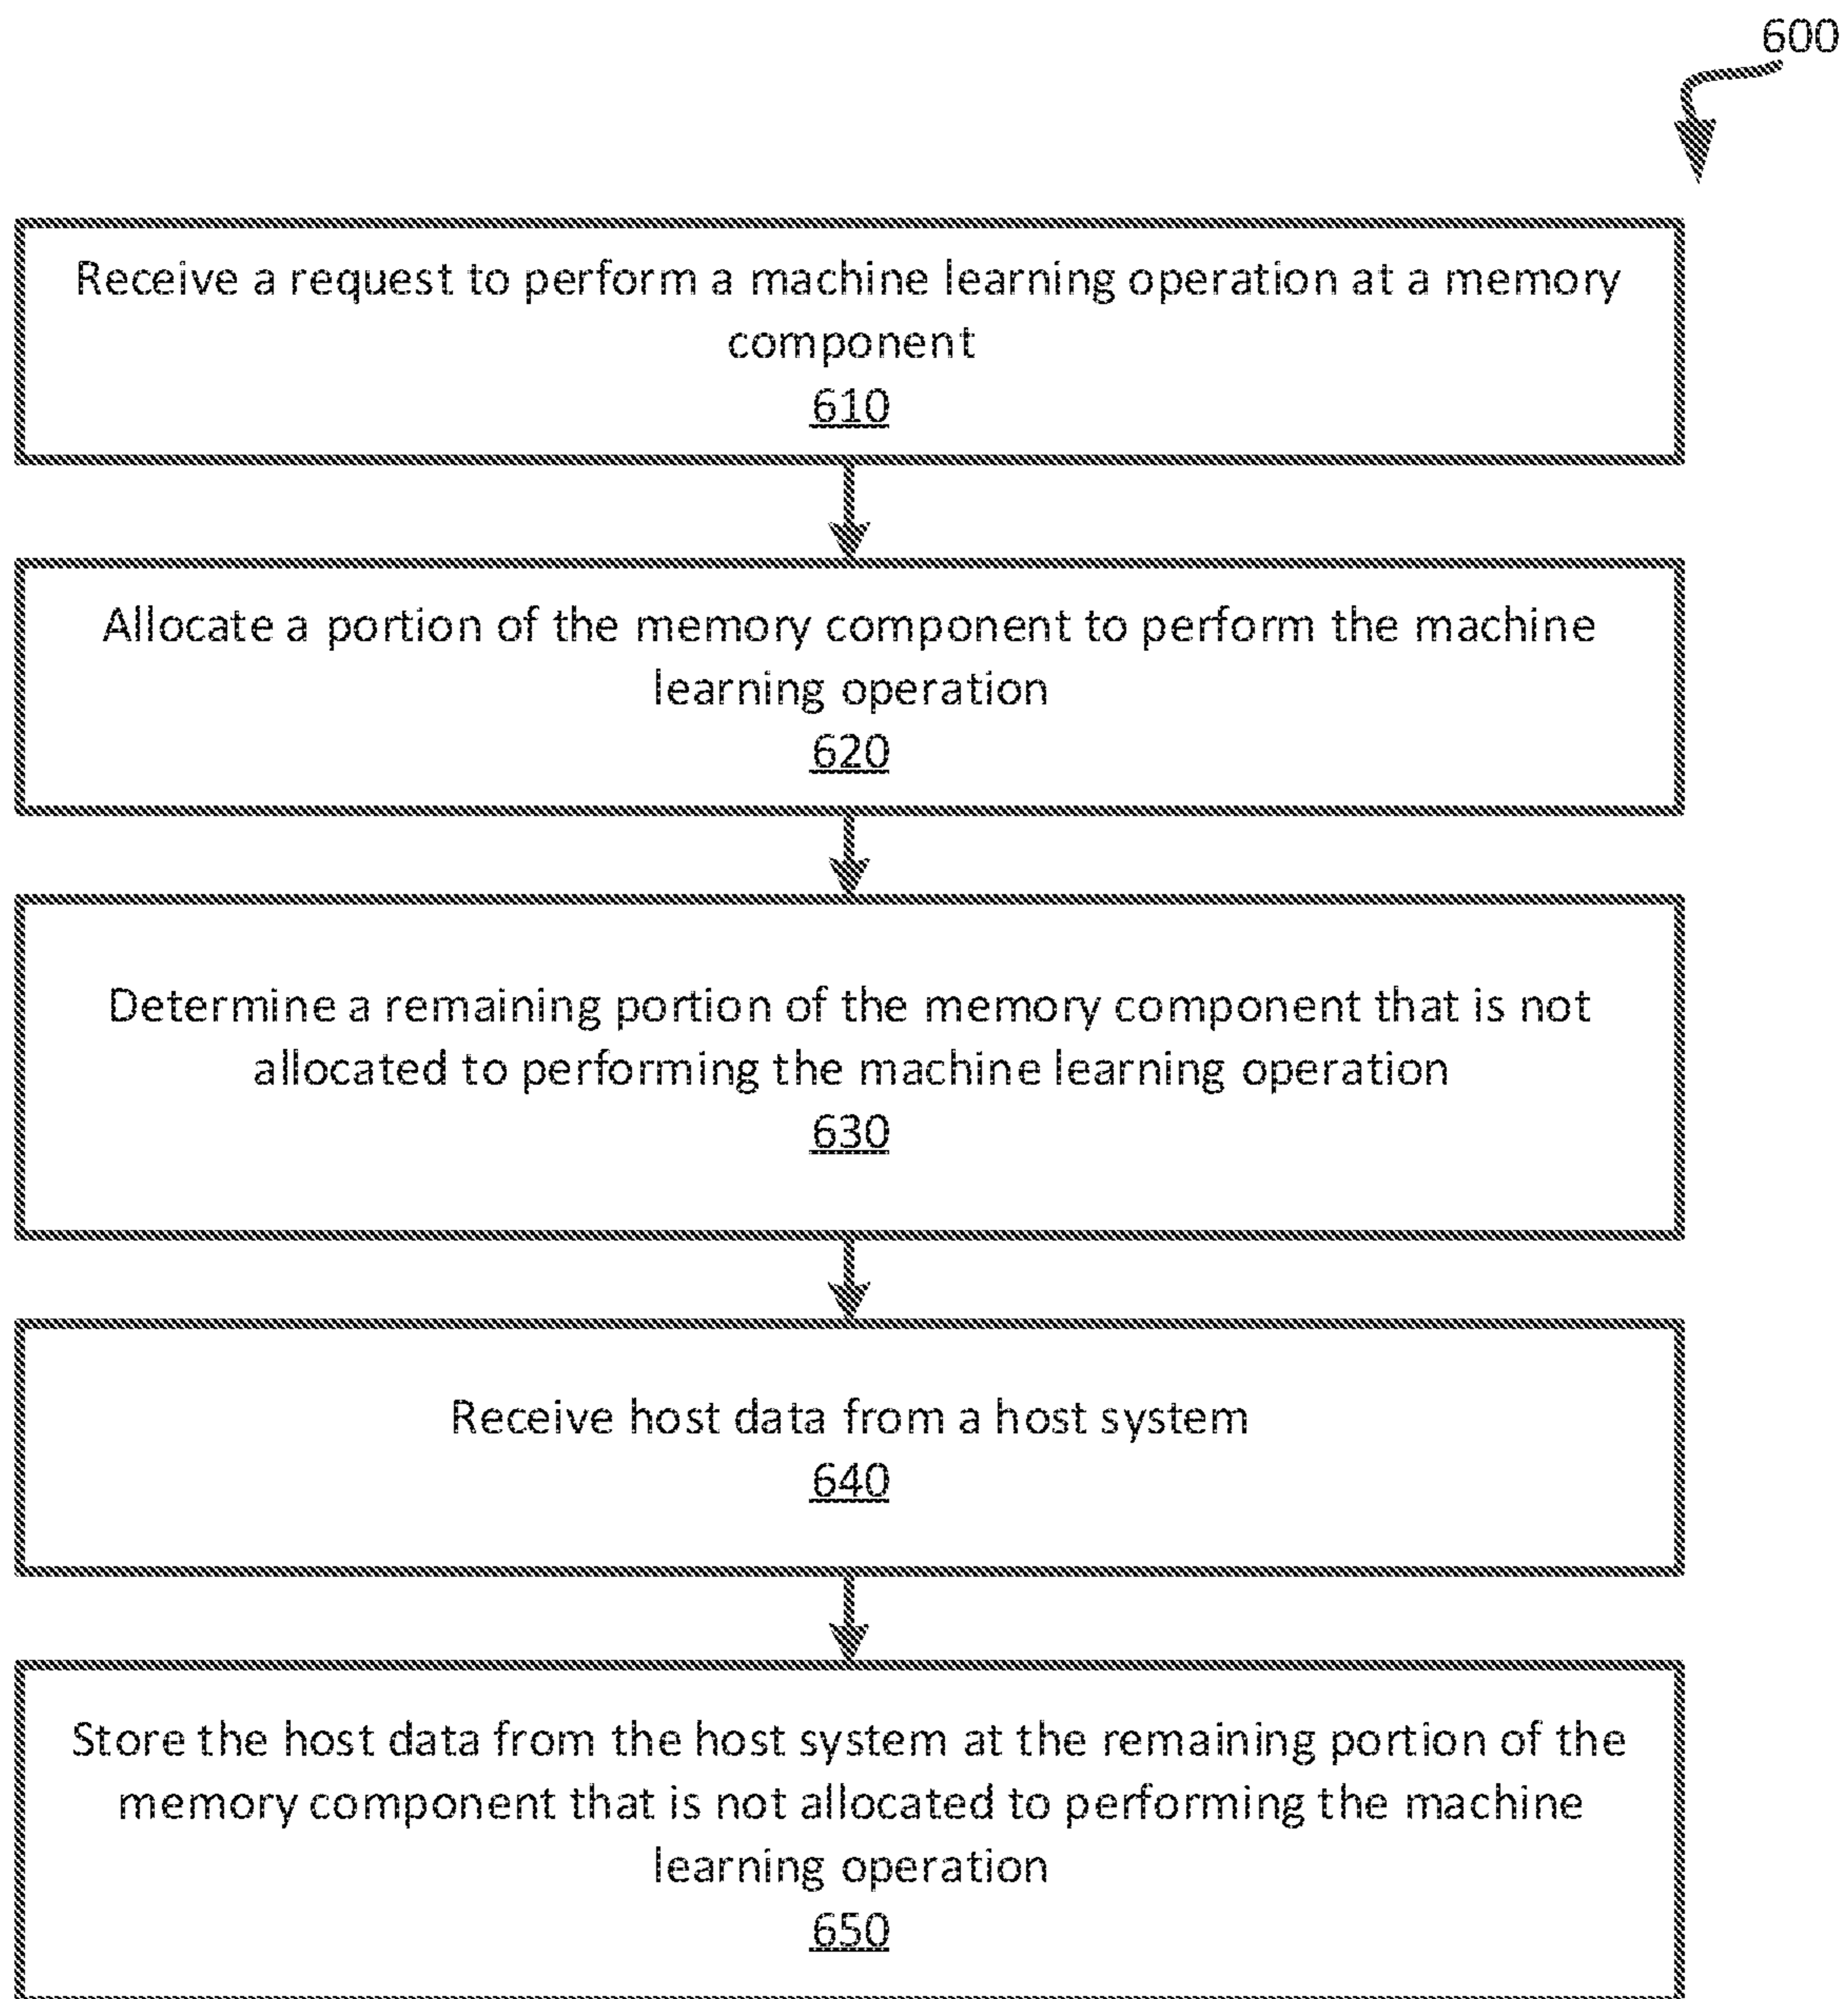 600
Receive a request to perform a machine learning operation at a memory
component
610
Allocate a portion of the memory component to perform the machine
learning operation
620
Determine a remaining portion of the memory component that is not
allocated to performing the machine learning operation
630
Receive host data from a host system
640
Store the host data from the host system at the remaining portion of the
memory component that is not allocated to performing the machine
learning operation
650